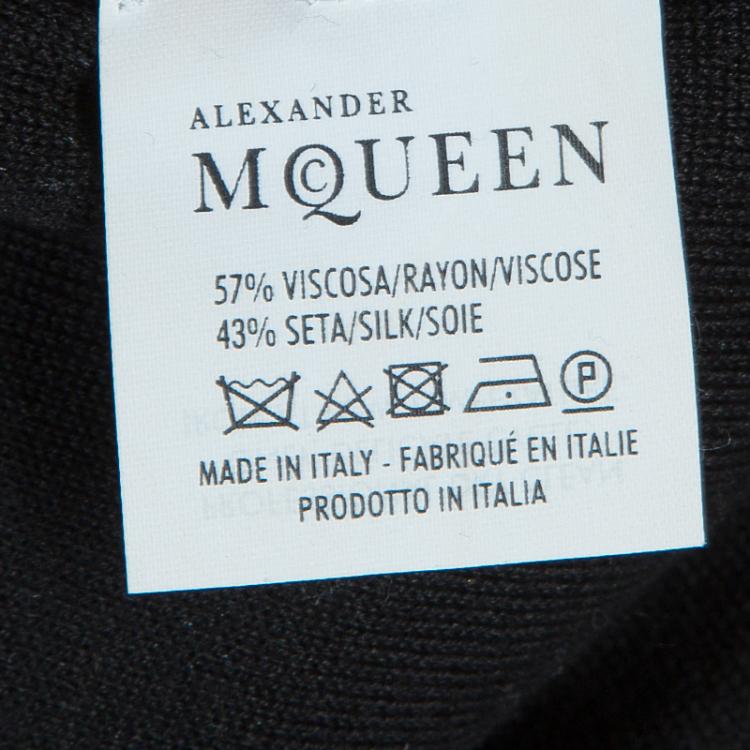 ALEXANDER
MCQUEEN
57% VISCOSA/RAYON/VISCOSE
43% SETA/SILK/SOIE
P
MADE IN ITALY - FABRIQUÉ EN ITALIE
PRODOTTO IN ITALIA